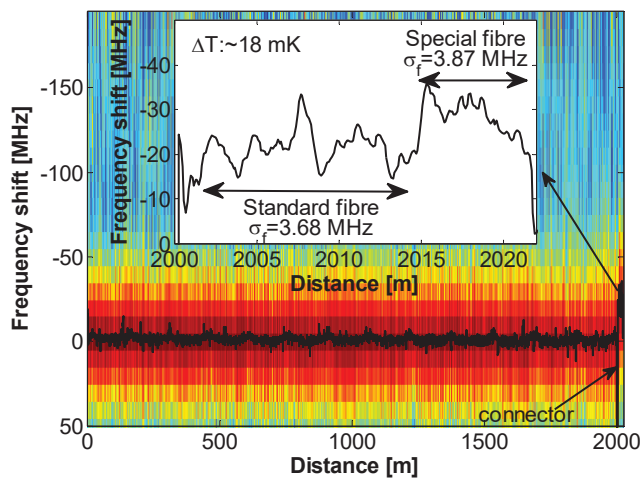 ΔT:~18 mK
Special fibre
σf=3.87 MHz
Standard fibre
σf=3.68 MHz
Frequency shift [MHz]
-40
-30
-20
-10
0
2000
2005
2010
2015
2020
Distance [m]
connector
Frequency shift [MHz]
-150
-100
-50
0
50
0
500
1000
1500
2000
Distance [m]